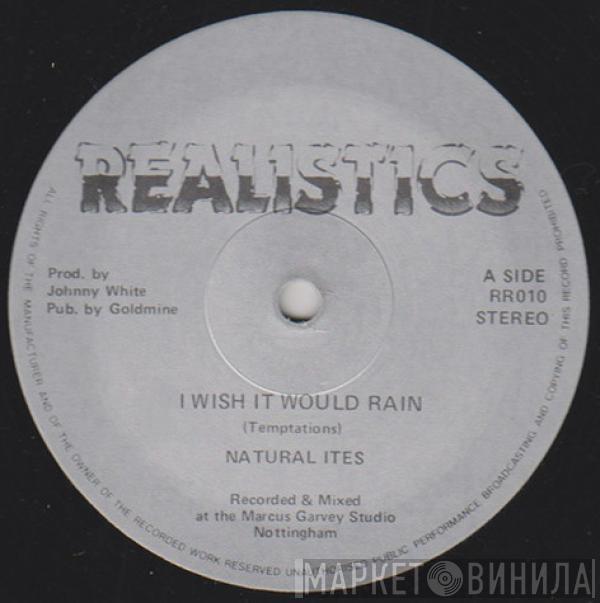 REALISTICS
Prod. by
Johnny White
Pub. by Goldmine
A SIDE
RR010
STEREO
I WISH IT WOULD RAIN
(Temptations)
NATURAL ITES
Recorded & Mixed
at the Marcus Garvey Studio
Nottingham
ALL RIGHTS OF THE MANUFACTURER AND OF THE OWNER OF THE RECORDED WORK RESERVED UNAUTHORISED PUBLIC PERFORMANCE BROADCASTING AND COPYING OF THIS RECORD PROHIBITED
МАРКЕТ ВИНИЛА